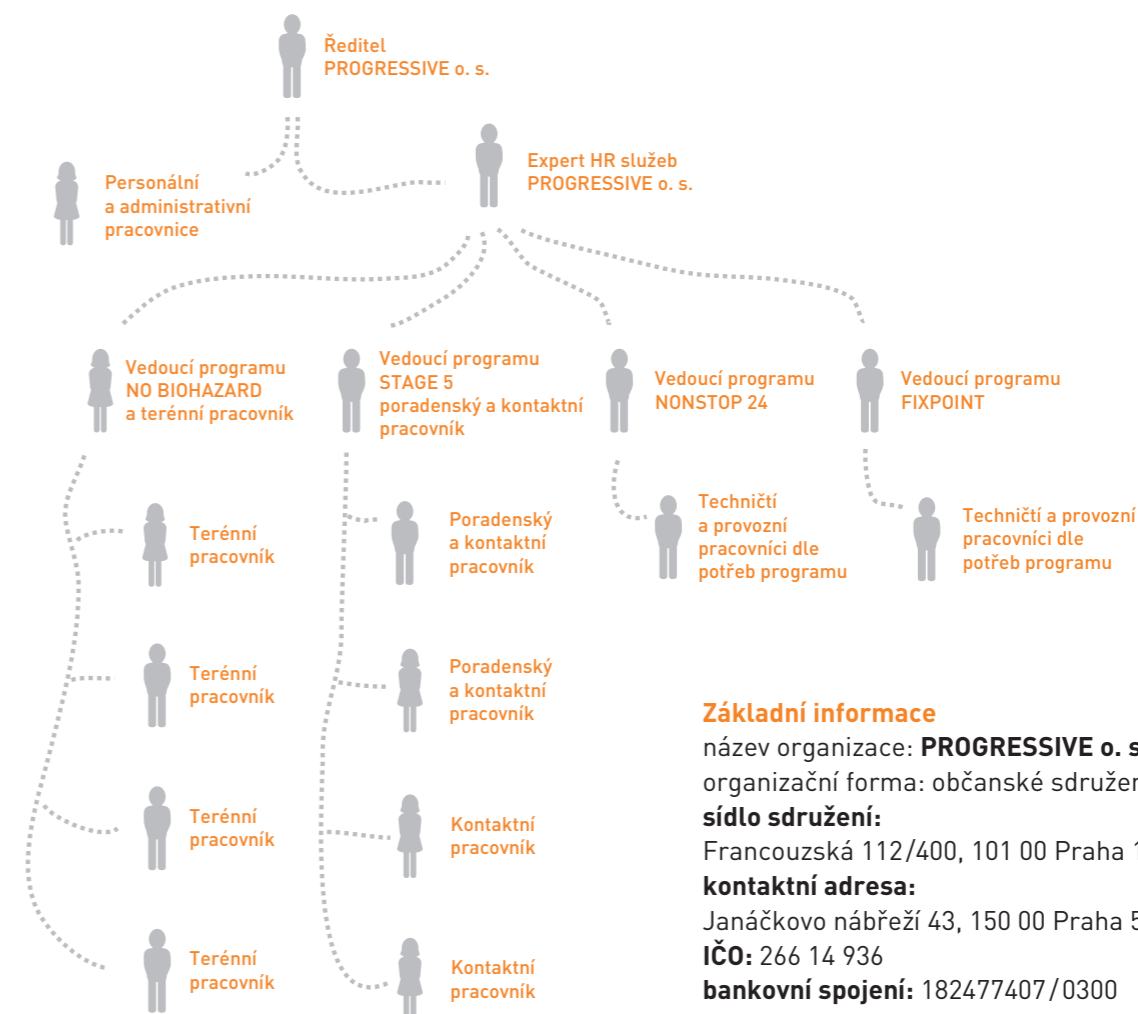 Ředitel
PROGRESSIVE o. s.
Expert HR služeb
PROGRESSIVE o. s.
Personální
a administrativní
pracovnice
Vedoucí programu
NO BIOHAZARD
a terénní pracovník
Vedoucí programu
STAGE 5
poradenský a kontaktní
pracovník
Vedoucí programu
NONSTOP 24
Vedoucí programu
FIXPOINT
Terénní
pracovník
Poradenský
a kontaktní
pracovník
Techničtí
a provozní
pracovníci dle
potřeb programu
Techničtí a provozní
pracovníci dle
potřeb programu
Terénní
pracovník
Poradenský
a kontaktní
pracovník
Terénní
pracovník
Kontaktní
pracovník
Terénní
pracovník
Kontaktní
pracovník
Základní informace
název organizace: PROGRESSIVE o. s
organizační forma: občanské
sídlo sdružení:
Francouzská 112/400, 101 00 Praha 1
kontaktní adresa:
Janáčkovo nábřeží 43, 150 00 Praha 5
IČO: 266 14 936
bankovní spojení: 182477407/0300